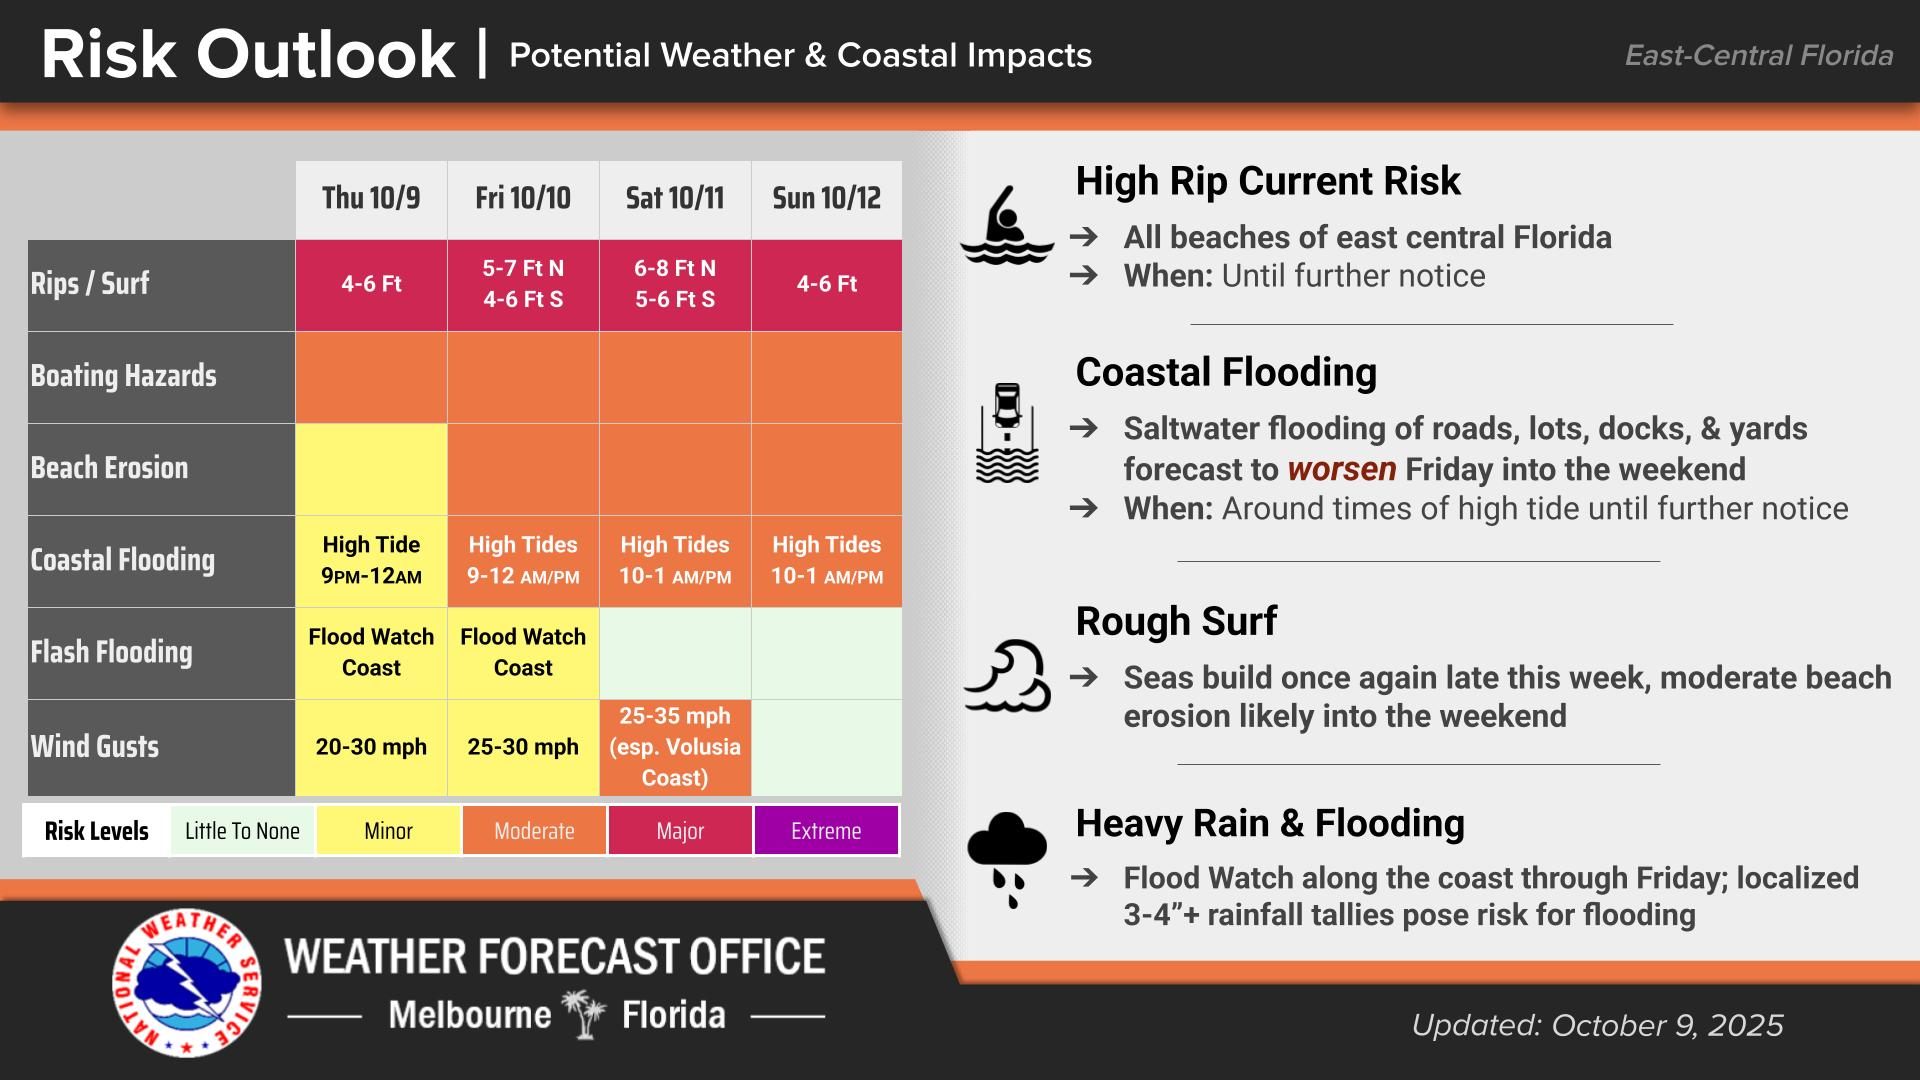 Risk Outlook | Potential Weather & Coastal Impacts
East-Central Florida
Thu 10/9 Fri 10/10 Sat 10/11 Sun 10/12
Rips / Surf
4-6 Ft
5-7 Ft N
4-6 Ft S
6-8 Ft N
5-6 Ft S
4-6 Ft
Boating Hazards
Beach Erosion
Coastal Flooding
High Tide
9PM-12AM
High Tides
9-12 AM/PM
High Tides
10-1 AM/PM
High Tides
10-1 AM/PM
Flash Flooding
Flood Watch
Coast
Flood Watch
Coast
Wind Gusts
20-30 mph
25-30 mph
25-35 mph
(esp. Volusia
Coast)
Risk Levels Little To None Minor Moderate Major Extreme
High Rip Current Risk
➔ All beaches of east central Florida
➔ When: Until further notice
Coastal Flooding
➔ Saltwater flooding of roads, lots, docks, & yards
forecast to worsen Friday into the weekend
➔ When: Around times of high tide until further notice
Rough Surf
➔ Seas build once again late this week, moderate beach
erosion likely into the weekend
Heavy Rain & Flooding
➔ Flood Watch along the coast through Friday; localized
3-4”+ rainfall tallies pose risk for flooding
NATIONAL WEATHER SERVICE
WEATHER FORECAST OFFICE
Melbourne Florida
Updated: October 9, 2025